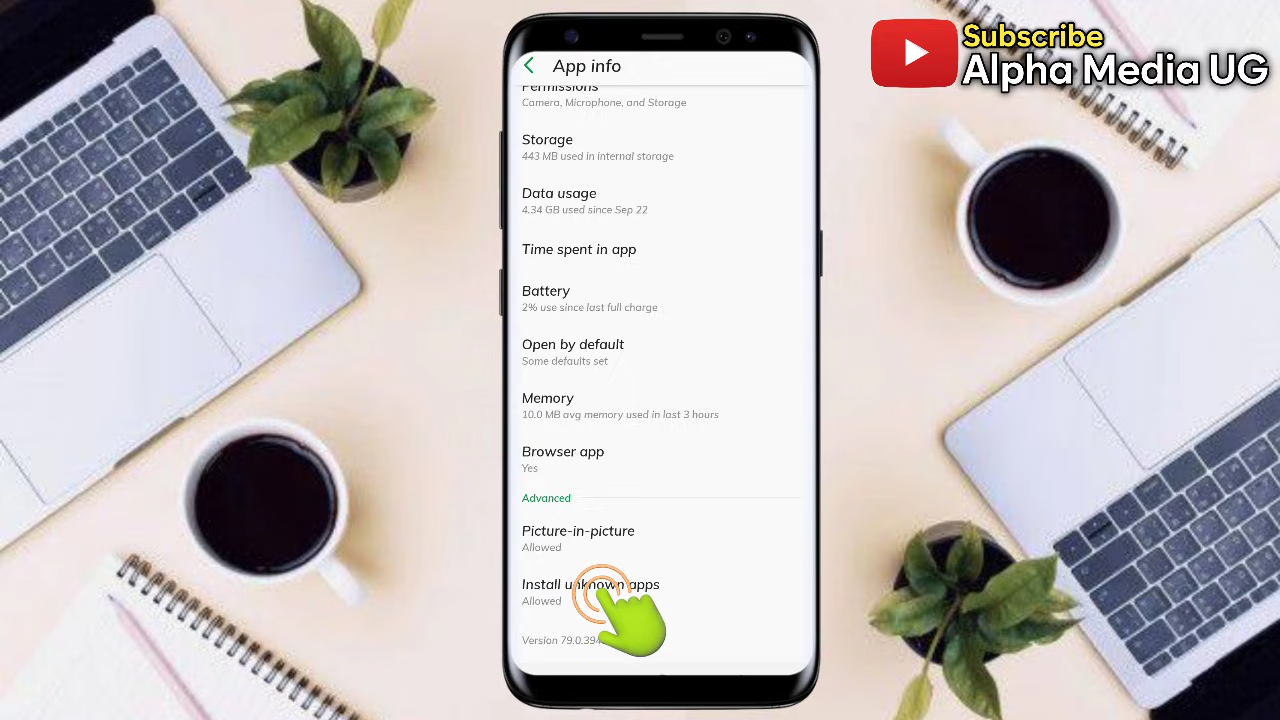 Subscribe
Alpha Media UG
App info
Permissions
Camera, Microphone, and Storage
Storage
443 MB used in internal storage
Data usage
4.34 GB used since Sep 22
Time spent in app
Battery
2% use since last full charge
Open by default
Some defaults set
Memory
10.0 MB avg memory used in last 3 hours
Browser app
Yes
Advanced
Picture-in-picture
Allowed
Install unknown apps
Allowed
Version 79.0.394